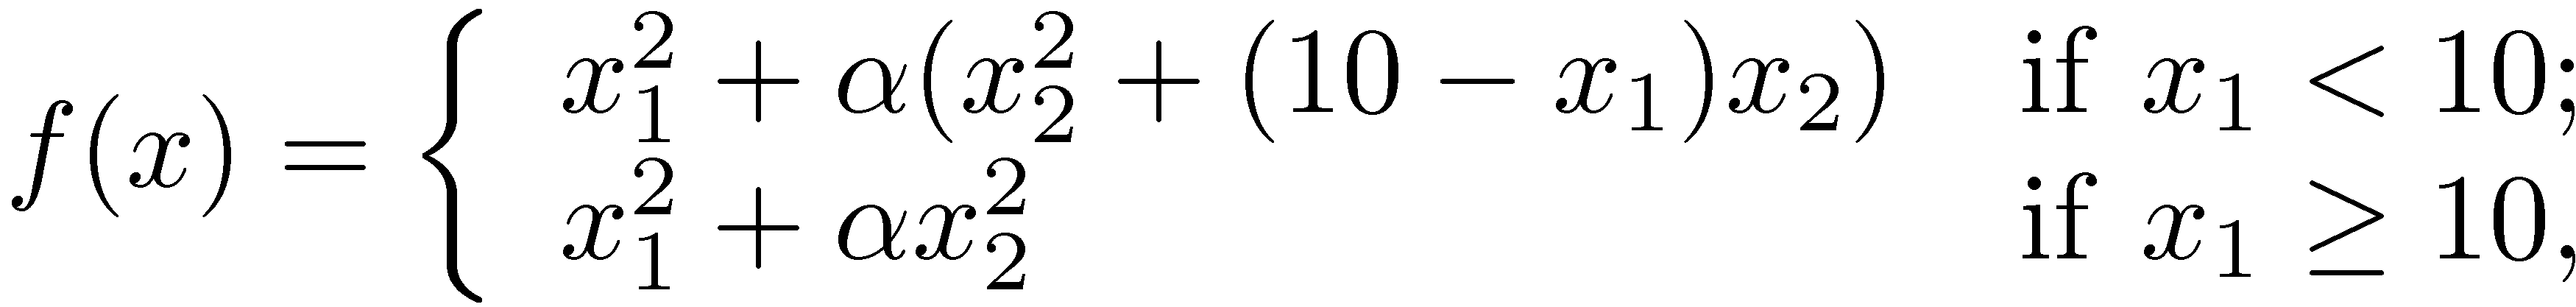 f(x) = { x₁² + α(x₂² + (10 − x₁)x₂) if x₁ < 10;
x₁² + αx₂² if x₁ ≥ 10,